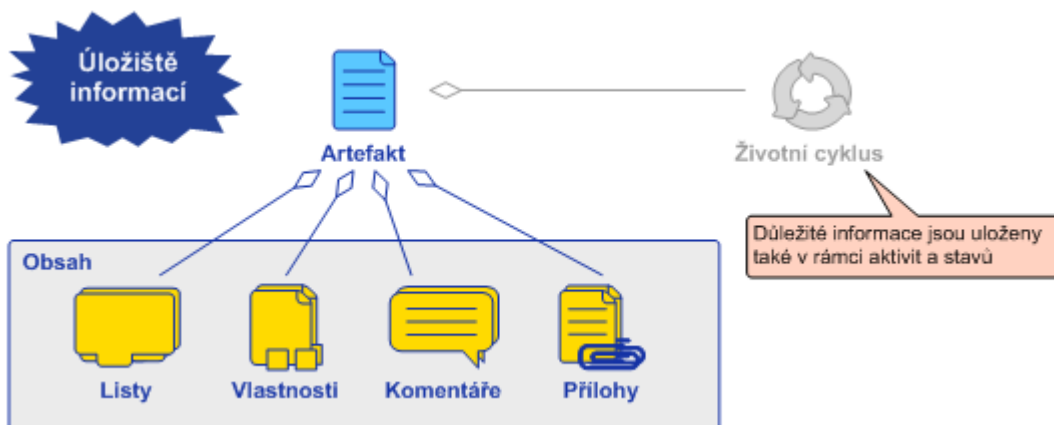 Úložiště
informací
Artefakt
Životní cyklus
Důležité informace jsou uloženy
také v rámci aktivit a stavů
Obsah
Listy
Vlastnosti
Komentáře
Přílohy